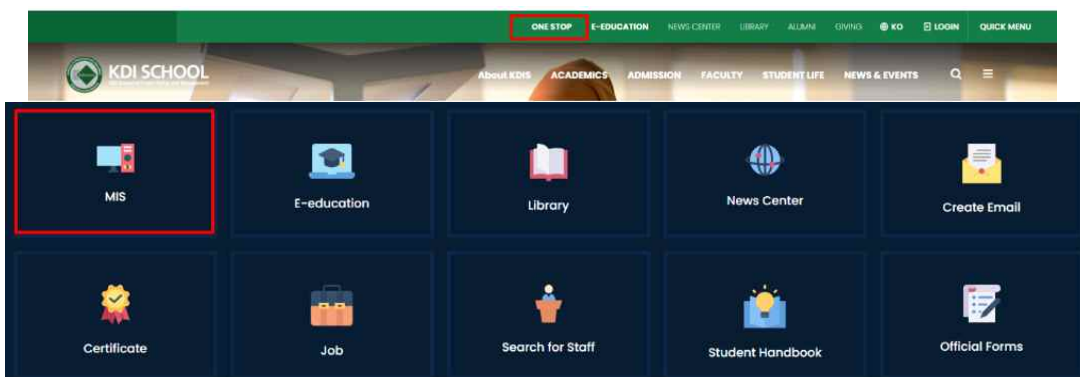 ONE STOP E-EDUCATION NEWS CENTER LIBRARY ALUMNI GIVING KO LOGIN QUICK MENU
KDI SCHOOL
About KDIS ACADEMICS ADMISSION FACULTY STUDENT LIFE NEWS & EVENTS
MIS E-education Library News Center Create Email
Certificate Job Search for Staff Student Handbook Official Forms